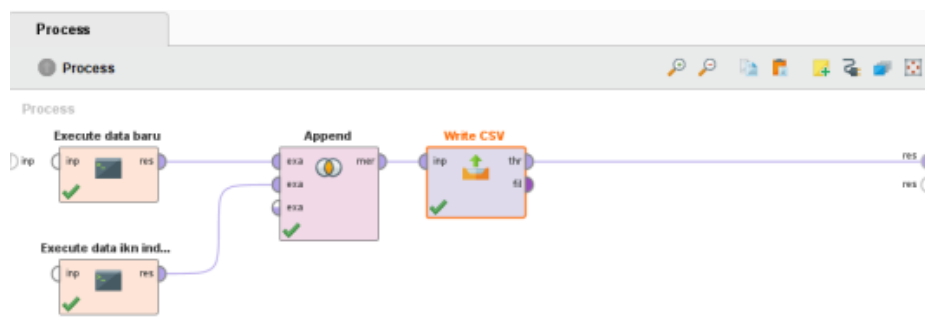 Process
Process
Process
Execute data baru
Append
Write CSV
inp
inp
res
exa
mer
inp
thr
res
exa
fil
res
exa
Execute data ikn ind...
inp
res